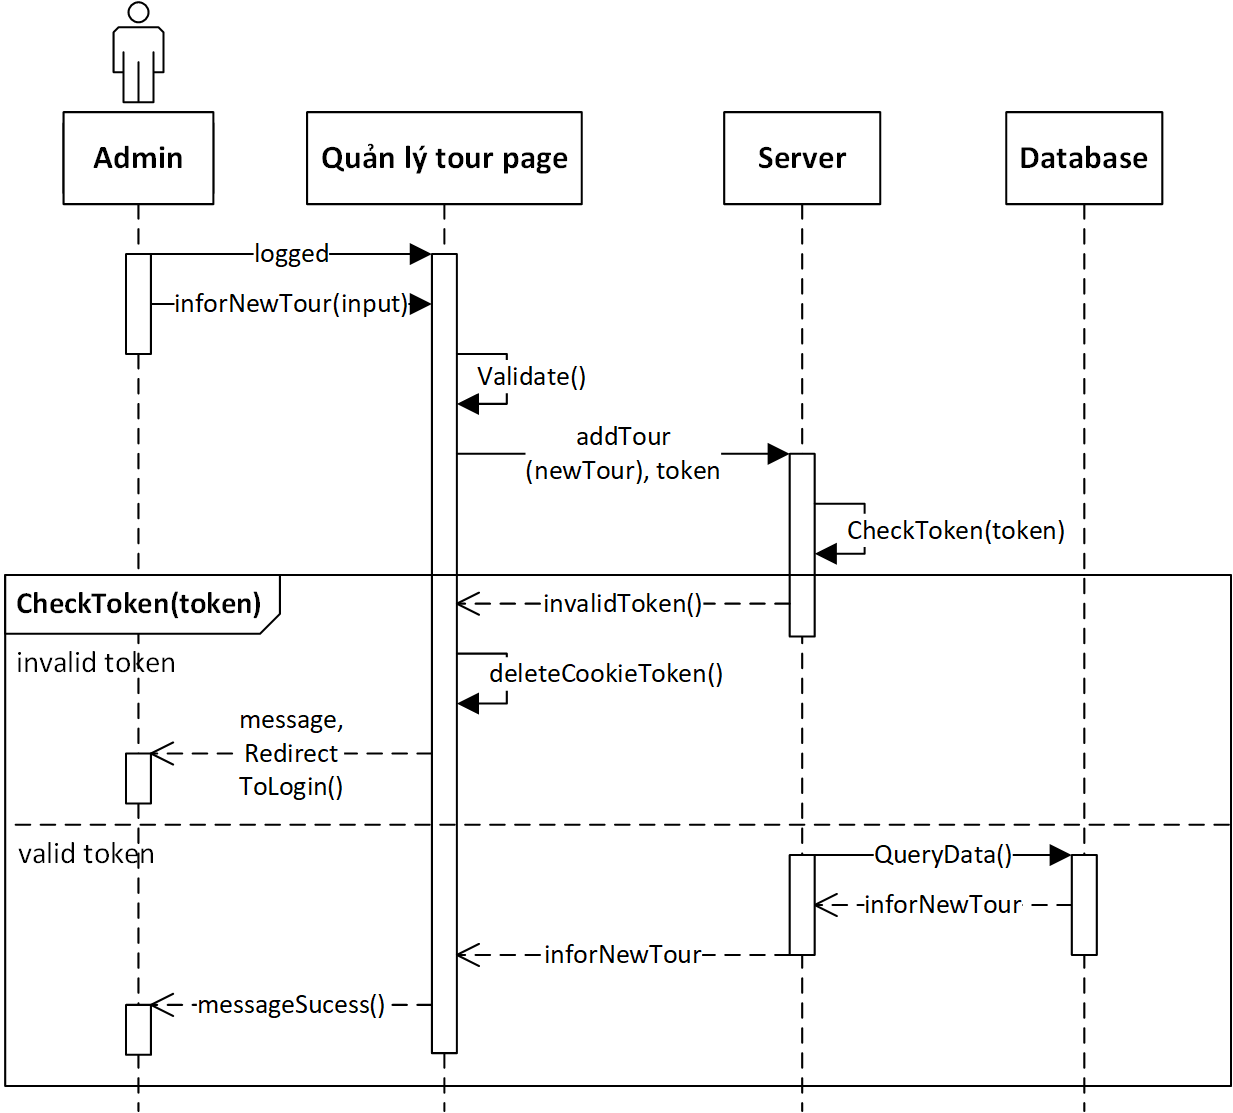 Admin
Quản lý tour page
Server
Database
logged
inforNewTour(input)
Validate()
addTour
(newTour), token
CheckToken(token)
CheckToken(token)
invalidToken()
invalid token
deleteCookieToken()
message,
Redirect
ToLogin()
valid token
QueryData()
inforNewTour
inforNewTour
messageSucess()